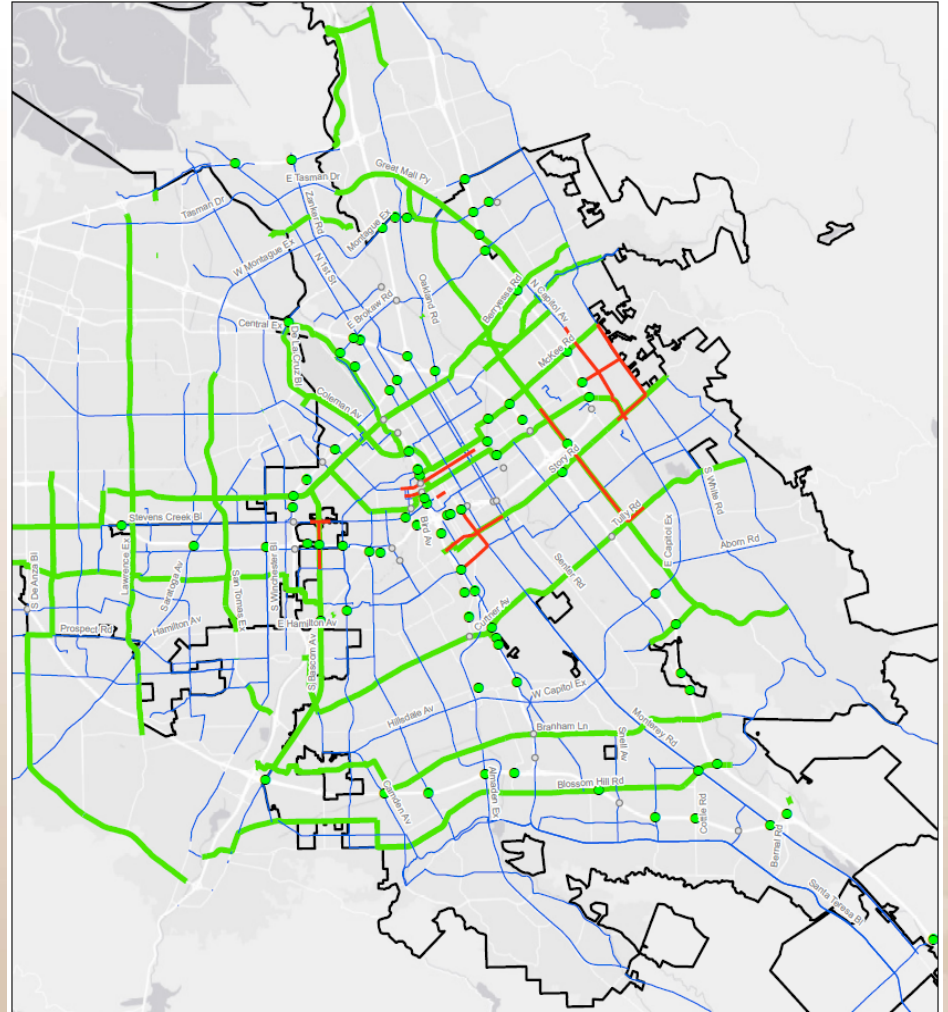 Great Mall Py
E Tasman Dr
Tasman Dr
Zanker Rd
Montague Ex
W Montague Ex
N 1st St
Oakland Rd
Berryessa Rd
N Capitol Av
E Brokaw Rd
Central Ex
De La Cruz Bl
McKee Rd
Coleman Av
Story Rd
S White Rd
Stevens Creek Bl
Bird Av
Tully Rd
E Capitol Ex
Aborn Rd
S De Anza Bl
Lawrence Ex
Saratoga Av
San Tomas Ex
S Winchester Bl
Senter Rd
Prospect Rd
Hamilton Av
E Hamilton Av
Curtner Av
S Bascom Av
W Capitol Ex
Hillsdale Av
Monterey Rd
Branham Ln
Snell Av
Almaden Ex
Blossom Hill Rd
Camden Av
Cottle Rd
Bernal Rd
Santa Teresa Bl